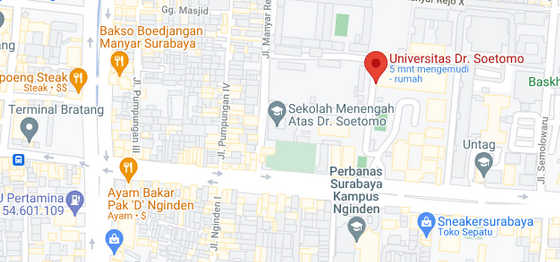 Manyar Rejo X
Gg. Masjid
Jl. Manyar Rejo
Bakso Boedjangan
Manyar Surabaya
Universitas Dr. Soetomo
5 mnt mengemudi
- rumah
poeng Steak
Steak • $$
Jl. Pumpungan III
Jl. Pumpungan IV
Sekolah Menengah
Atas Dr. Soetomo
Terminal Bratang
Untag
Jl. Semolowaru
Ayam Bakar
Pak 'D' Nginden
Ayam • $
Perbanas
Surabaya
Kampus
Nginden
Pertamina
54.601.109
Jl. Nginden I
Sneakersurabaya
Toko Sepatu